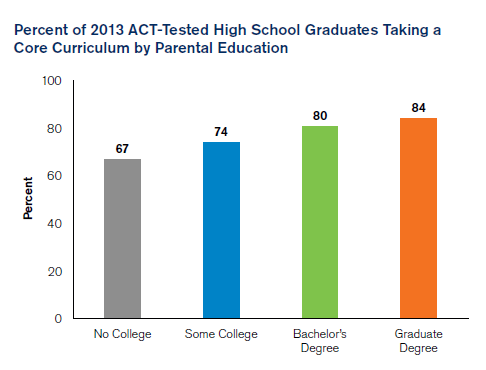 Percent of 2013 ACT-Tested High School Graduates Taking a
Core Curriculum by Parental Education
100
80
60
40
20
0
Percent
67
74
80
84
No College
Some College
Bachelor's
Degree
Graduate
Degree